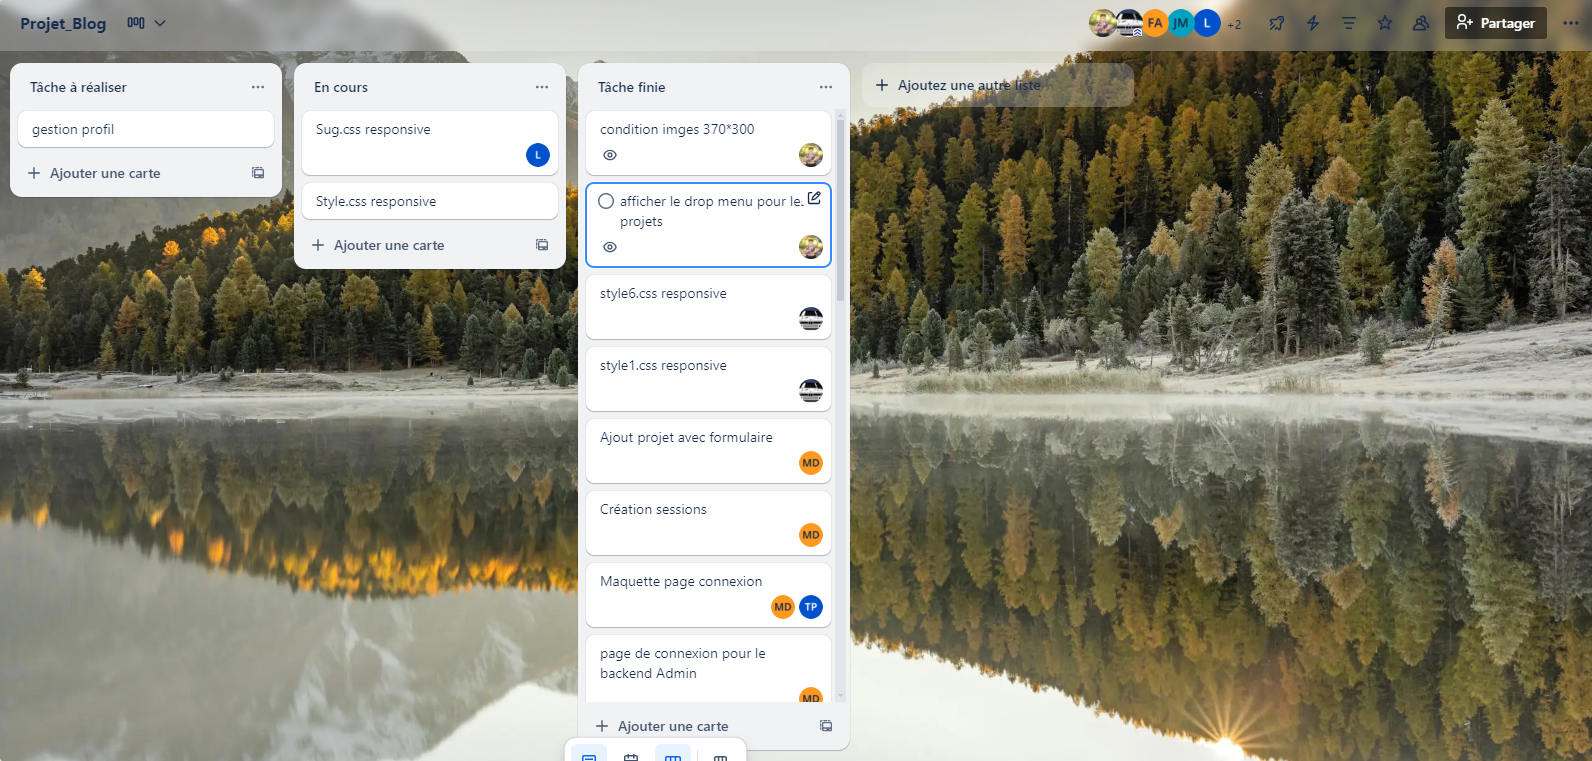 Projet_Blog
FA
JM
L
+2
Partager
Tâche à réaliser
gestion profil
Ajouter une carte
En cours
Sug.css responsive
L
Style.css responsive
Ajouter une carte
Tâche finie
condition imges 370*300
afficher le drop menu pour le
projets
style6.css responsive
style1.css responsive
Ajout projet avec formulaire
MD
Création sessions
MD
Maquette page connexion
MD
TP
page de connexion pour le
backend Admin
MD
Ajouter une carte
Ajoutez une autre liste